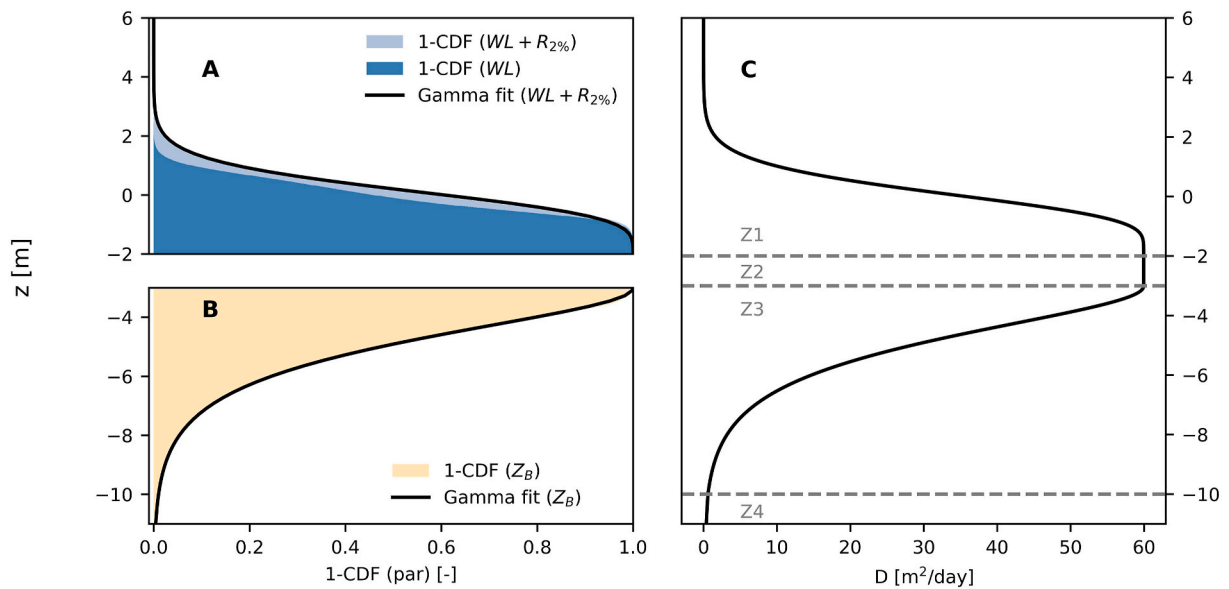 z [m]
6
4
2
0
−2
A
1-CDF (WL + R2%)
1-CDF (WL)
Gamma fit (WL + R2%)
−4
−6
−8
−10
B
1-CDF (ZB)
Gamma fit (ZB)
0.0 0.2 0.4 0.6 0.8 1.0
1-CDF (par) [-]
C
Z1
Z2
Z3
Z4
6
4
2
0
−2
−4
−6
−8
−10
0 10 20 30 40 50 60
D [m²/day]